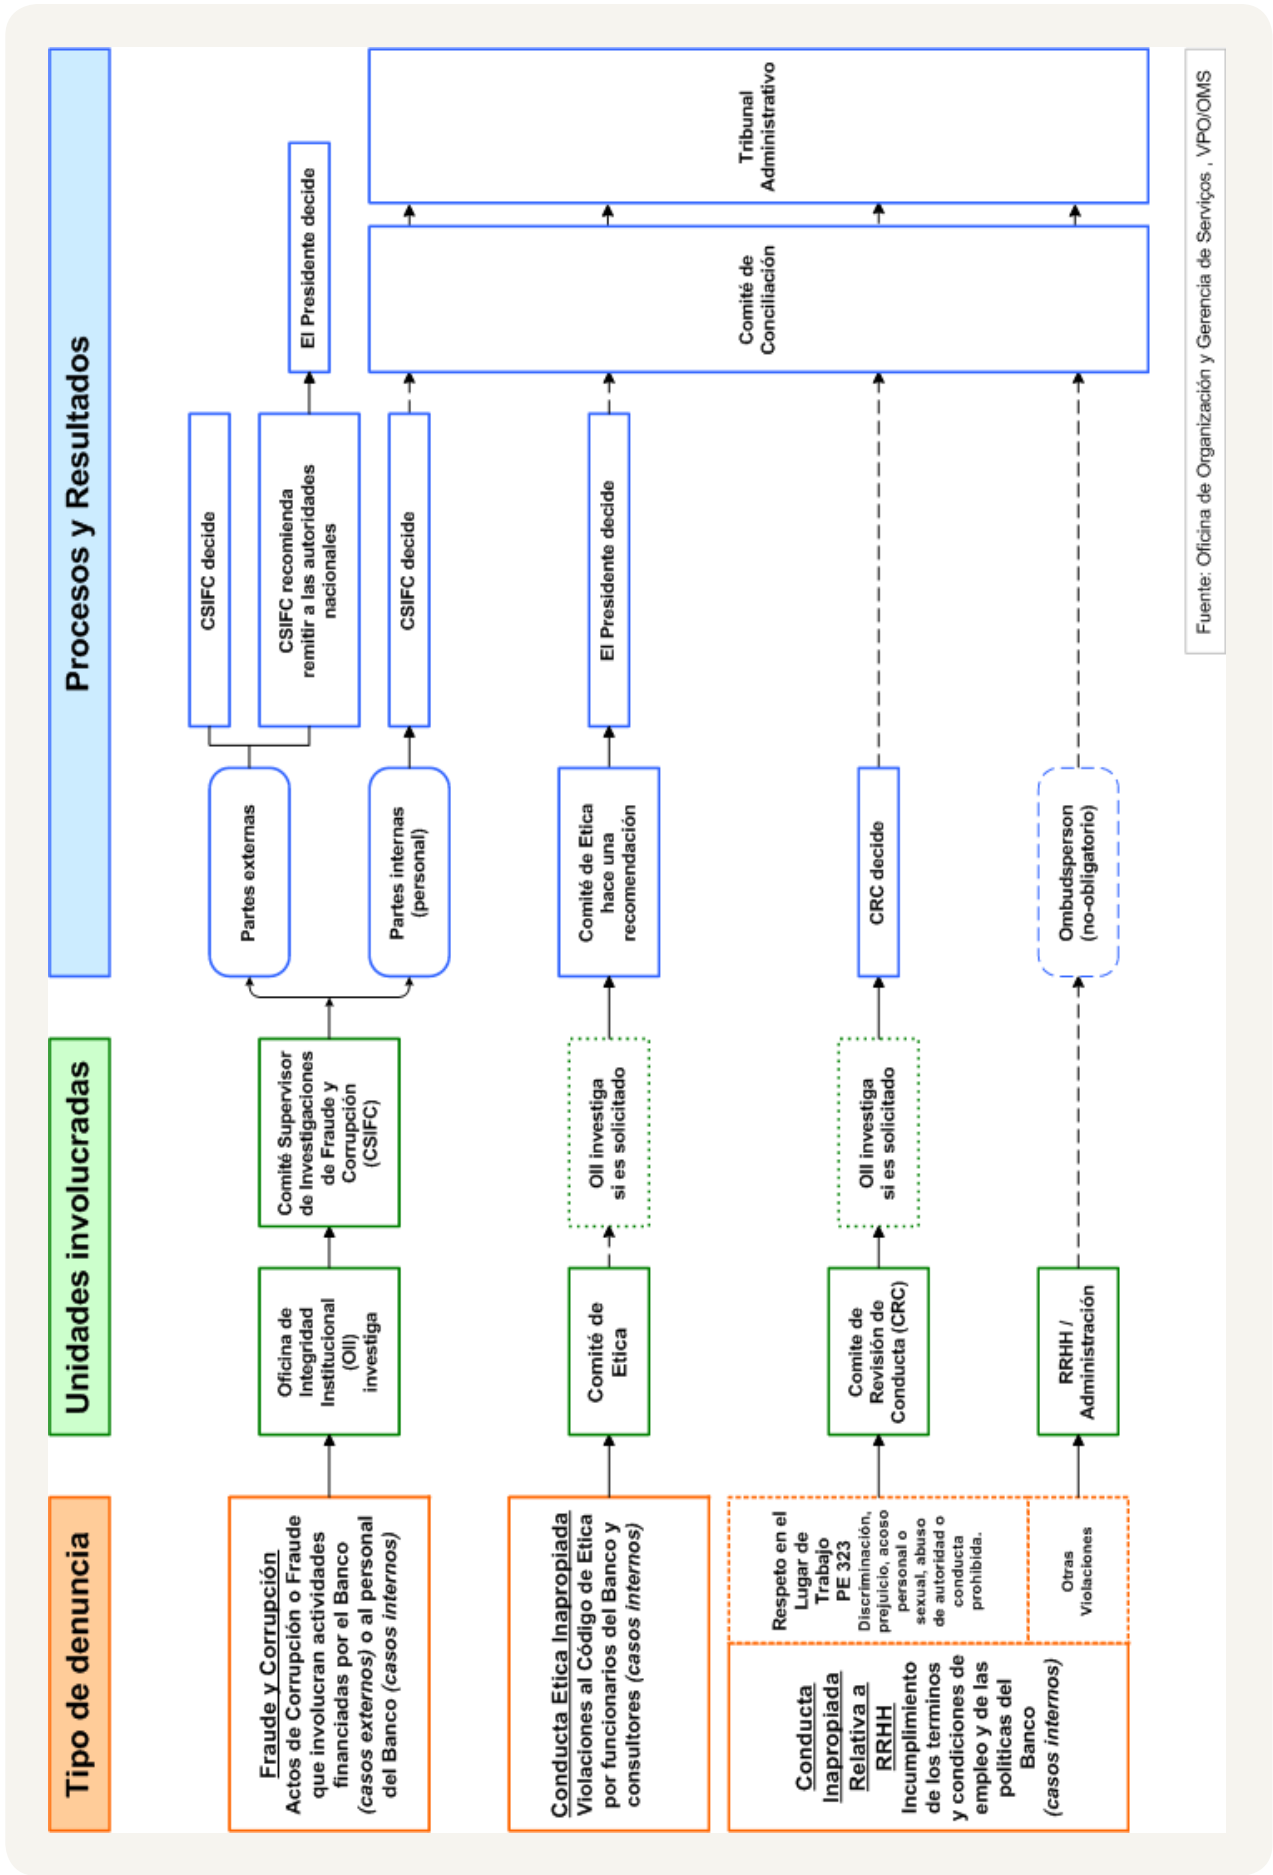 Tipo de denuncia
Unidades involucradas
Procesos y Resultados
Fraude y Corrupción
Actos de Corrupción o Fraude
que involucran actividades
financiadas por el Banco
(casos externos) o al personal
del Banco (casos internos)
Oficina de
Integridad
Institucional
(OII)
investiga
Comité Supervisor
de Investigaciones
de Fraude y
Corrupción
(CSIFC)
Partes externas
CSIFC decide
CSIFC recomienda
remitir a las autoridades
nacionales
El Presidente decide
Partes internas
(personal)
CSIFC decide
Conducta Etica Inapropiada
Violaciones al Código de Etica
por funcionarios del Banco y
consultores (casos internos)
Comité de
Etica
OII investiga
si es solicitado
Comité de Etica
hace una
recomendación
El Presidente decide
Conducta
Inapropiada
Relativa a
RRHH
Incumplimiento
de los terminos
y condiciones de
empleo y de las
politicas del
Banco
(casos internos)
Respeto en el
Lugar de
Trabajo
PE 323
Discriminación,
prejuicio, acoso
personal o
sexual, abuso
de autoridad o
conducta
prohibida.
Comite de
Revisión de
Conducta (CRC)
OII investiga
si es solicitado
CRC decide
Otras
Violaciones
RRHH /
Administración
Ombudsperson
(no-obligatorio)
Comité de
Conciliación
Tribunal
Administrativo
Fuente: Oficina de Organización y Gerencia de Serviços , VPO/OMS